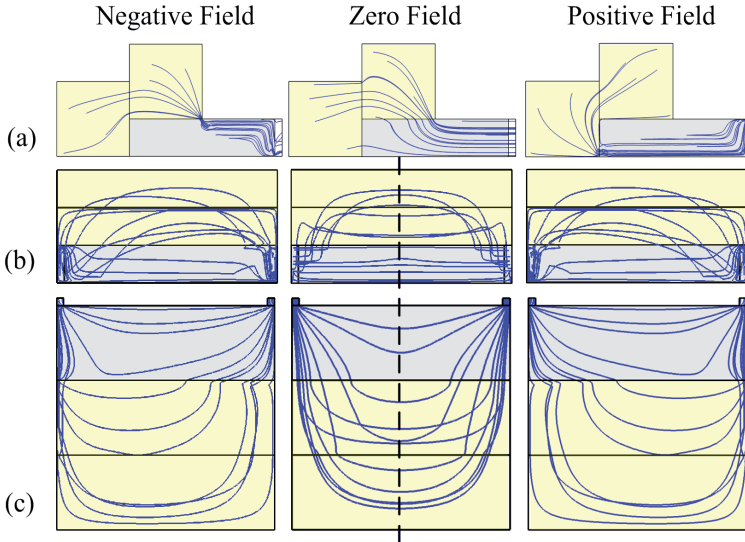 Negative Field
Zero Field
Positive Field
(a)
(b)
(c)